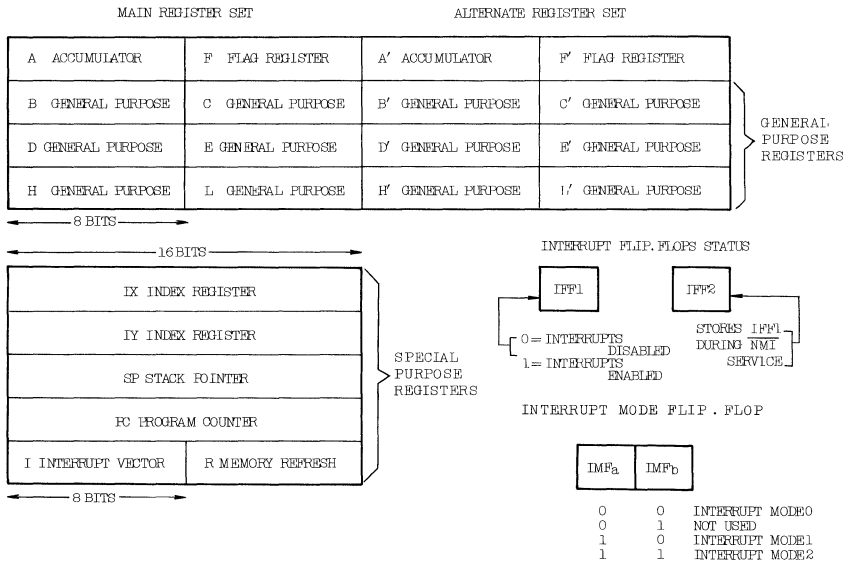 MAIN REGISTER SET
ALTERNATE REGISTER SET
A ACCUMULATOR F FLAG REGISTER A' ACCUMULATOR F' FLAG REGISTER
B GENERAL PURPOSE C GENERAL PURPOSE B' GENERAL PURPOSE C' GENERAL PURPOSE
D GENERAL PURPOSE E GENERAL PURPOSE D' GENERAL PURPOSE E' GENERAL PURPOSE
H GENERAL PURPOSE L GENERAL PURPOSE H' GENERAL PURPOSE L' GENERAL PURPOSE
GENERAL
PURPOSE
REGISTERS
8 BITS
16 BITS
IX INDEX REGISTER
IY INDEX REGISTER
SP STACK POINTER
PC PROGRAM COUNTER
I INTERRUPT VECTOR R MEMORY REFRESH
8 BITS
SPECIAL
PURPOSE
REGISTERS
INTERRUPT FLIP.FLOPS STATUS
IFF1 IFF2
0 = INTERRUPTS
DISABLED
1 = INTERRUPTS
ENABLED
STORES IFF1
DURING NMI
SERVICE
INTERRUPT MODE FLIP . FLOP
IMFa IMFb
0 0 INTERRUPT MODE0
0 1 NOT USED
1 0 INTERRUPT MODE1
1 1 INTERRUPT MODE2